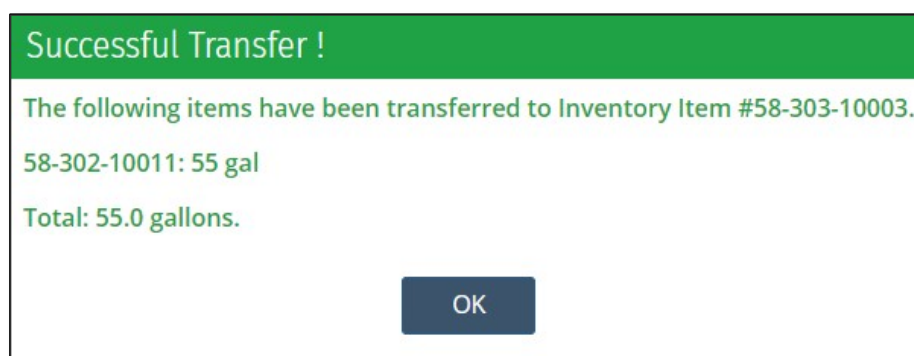 Successful Transfer !
The following items have been transferred to Inventory Item #58-303-10003.
58-302-10011: 55 gal
Total: 55.0 gallons.
OK